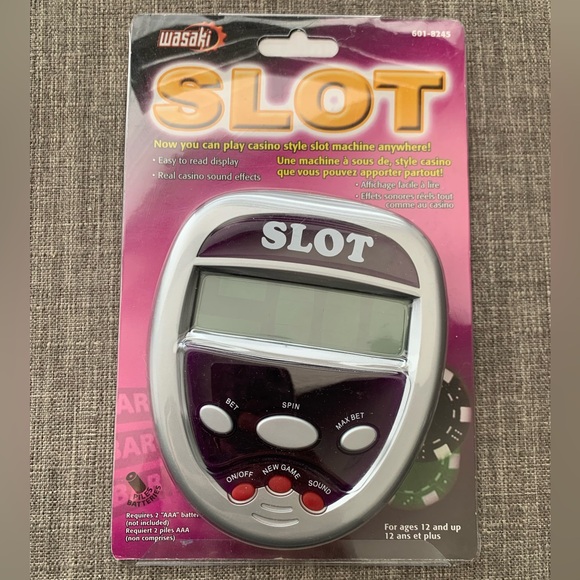 wasaki
601-8245
SLOT
Now you can play casino style slot machine anywhere!
• Easy to read display
• Real casino sound effects
Une machine à sous de, style casino
que vous pouvez apporter partout!
• Affichage facile à lire
• Effets sonores réels tout
comme au casino
SLOT
BET
SPIN
MAX BET
ON/OFF
NEW GAME
SOUND
BAR
BAR
PILES
BATTERIES
Requires 2 "AAA"
(not included)
Requiert 2 piles AAA
(non comprises)
For ages 12 and up
12 ans et plus